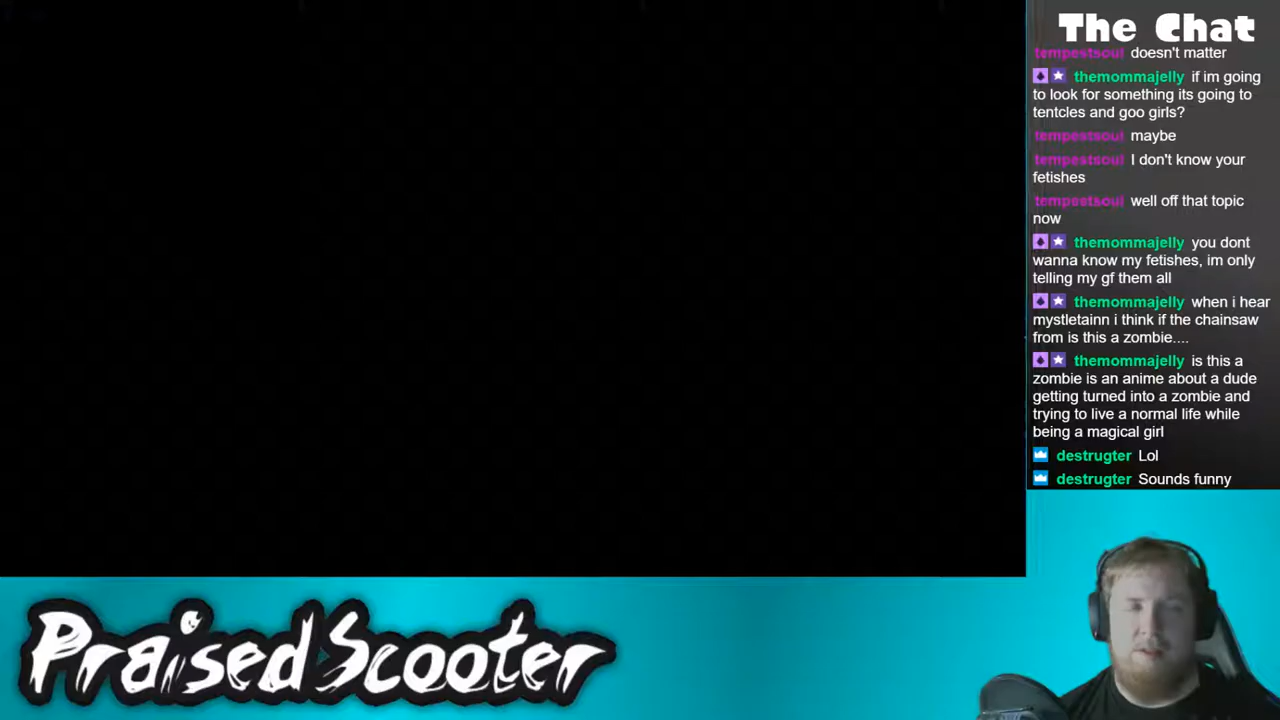 The Chat
tempestsoul doesn't matter
themommajelly if im going
to look for something its going to
tentcles and goo girls?
tempestsoul maybe
tempestsoul I don't know your
fetishes
tempestsoul well off that topic
now
themommajelly you dont
wanna know my fetishes, im only
telling my gf them all
themommajelly when i hear
mystletainn i think if the chainsaw
from is this a zombie....
themommajelly is this a
zombie is an anime about a dude
getting turned into a zombie and
trying to live a normal life while
being a magical girl
destrugter Lol
destrugter Sounds funny
PraisedScooter